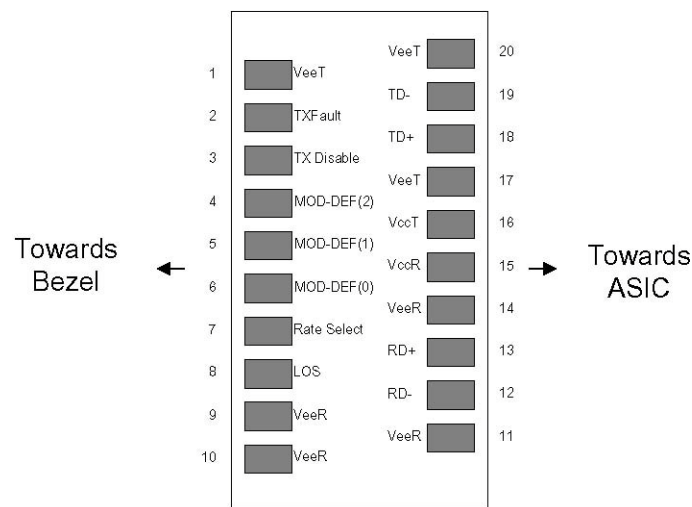 1 VeeT
2 TXFault
3 TX Disable
4 MOD-DEF(2)
5 MOD-DEF(1)
6 MOD-DEF(0)
7 Rate Select
8 LOS
9 VeeR
10 VeeR
VeeT 20
TD- 19
TD+ 18
VeeT 17
VccT 16
VccR 15
VeeR 14
RD+ 13
RD- 12
VeeR 11
Towards
Bezel
Towards
ASIC